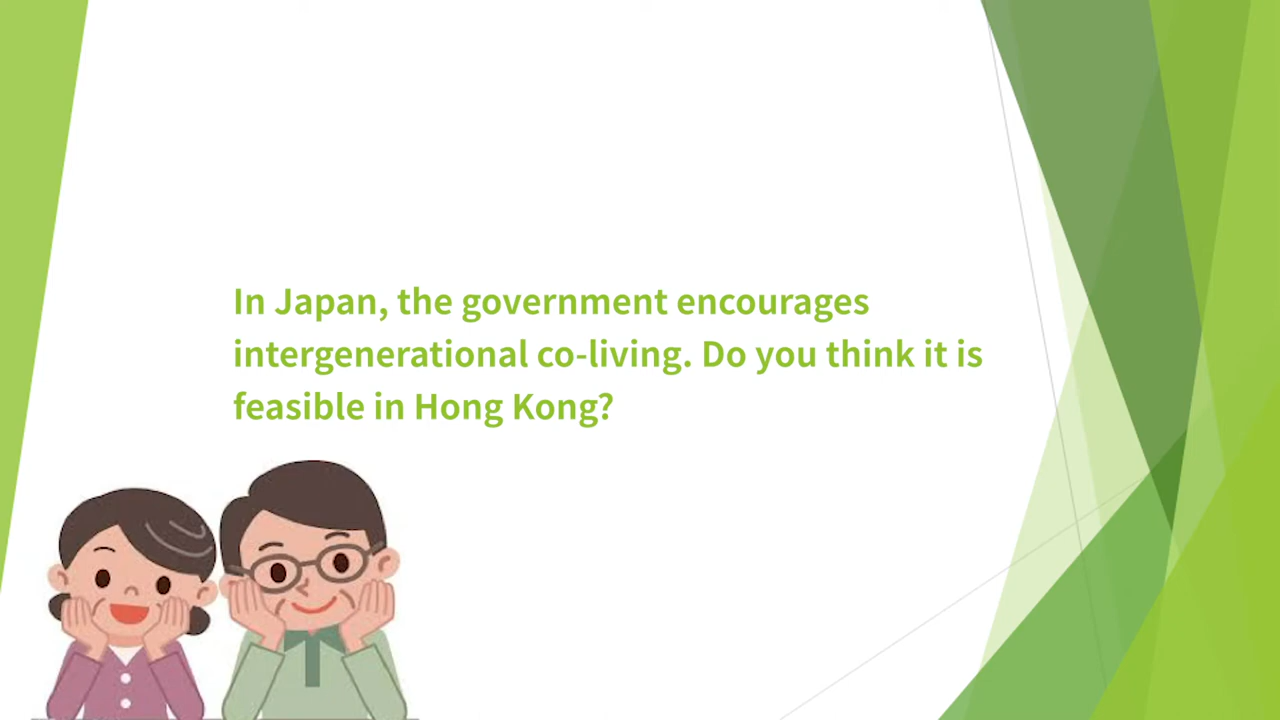 In Japan, the government encourages
intergenerational co-living. Do you think it is
feasible in Hong Kong?